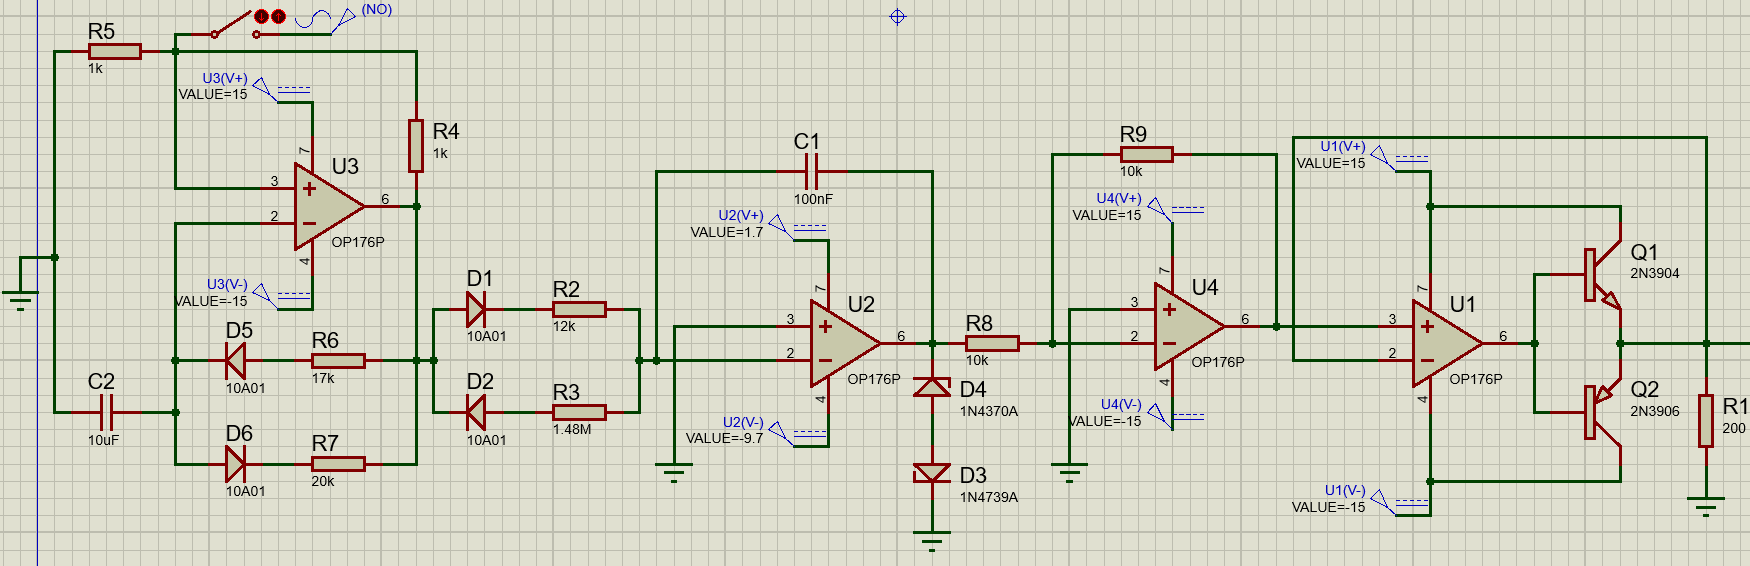 (NO)
R5
1k
U3(V+)
VALUE=15
R4
1k
7
U3
3
2
6
4
OP176P
U3(V-)
VALUE=-15
D5
10A01
R6
17k
C2
10uF
D6
10A01
R7
20k
D1
10A01
R2
12k
D2
10A01
R3
1.48M
C1
100nF
U2(V+)
VALUE=1.7
7
U2
3
2
6
4
OP176P
U2(V-)
VALUE=-9.7
R8
10k
D4
1N4370A
D3
1N4739A
R9
10k
U4(V+)
VALUE=15
7
U4
3
2
6
4
OP176P
U4(V-)
VALUE=-15
U1(V+)
VALUE=15
7
U1
3
2
6
4
OP176P
U1(V-)
VALUE=-15
Q1
2N3904
Q2
2N3906
R1
200